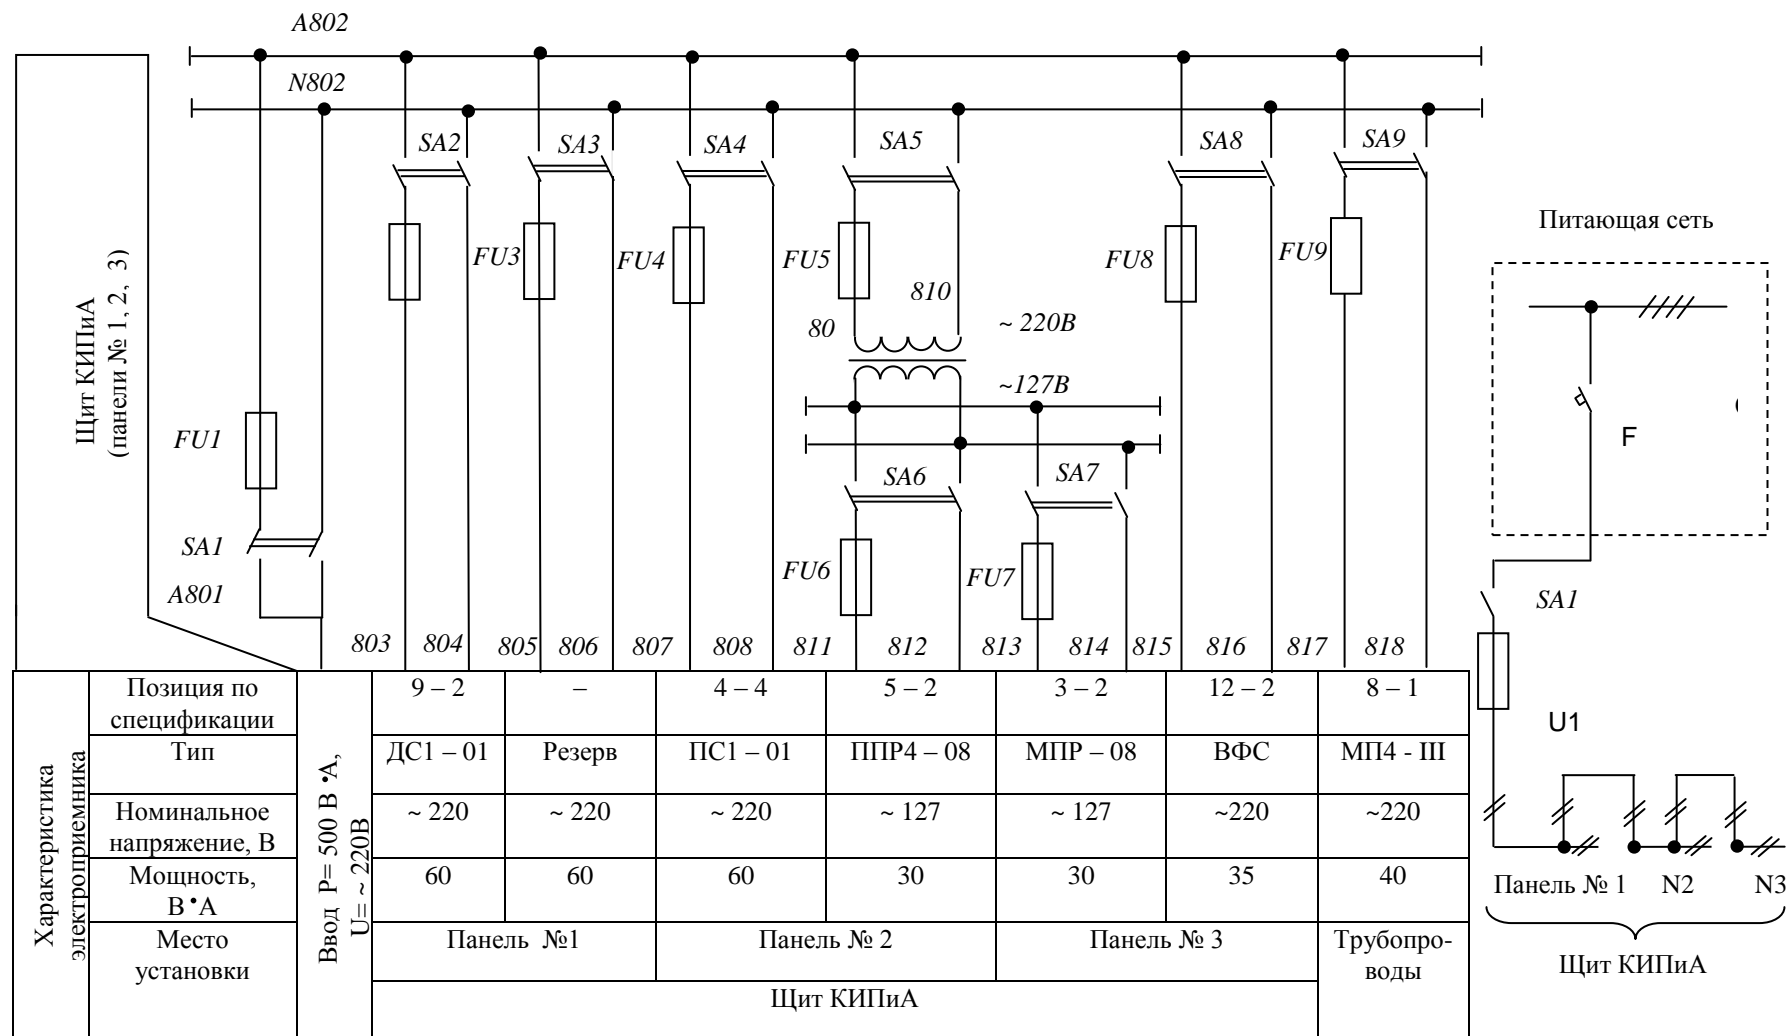 A802
N802
SA2
SA3
SA4
SA5
SA8
SA9
Щит КИПиА
(панели № 1, 2, 3)
FU3
FU4
FU5
FU8
FU9
810
80
~ 220В
~127В
FU1
SA6
SA7
SA1
FU6
FU7
A801
803
804
805
806
807
808
811
812
813
814
815
816
817
818
Питающая сеть
F
SA1
U1
Панель № 1
N2
N3
Щит КИПиА
Характеристика
электроприемника
Ввод P= 500 В •А,
U= ~ 220В
Позиция по
спецификации
9 – 2
–
4 – 4
5 – 2
3 – 2
12 – 2
8 – 1
Тип
ДС1 – 01
Резерв
ПС1 – 01
ППР4 – 08
МПР – 08
ВФС
МП4 - III
Номинальное
напряжение, В
~ 220
~ 220
~ 220
~ 127
~ 127
~220
~220
Мощность,
В •А
60
60
60
30
30
35
40
Место
установки
Панель №1
Панель № 2
Панель № 3
Трубопро-
воды
Щит КИПиА